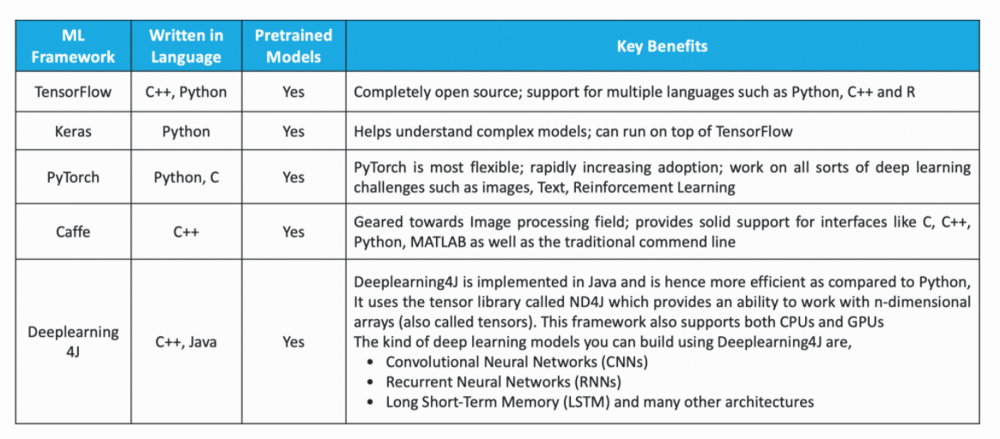 ML Framework
Written in Language
Pretrained Models
Key Benefits
TensorFlow
C++, Python
Yes
Completely open source; support for multiple languages such as Python, C++ and R
Keras
Python
Yes
Helps understand complex models; can run on top of TensorFlow
PyTorch
Python, C
Yes
PyTorch is most flexible; rapidly increasing adoption; work on all sorts of deep learning
challenges such as images, Text, Reinforcement Learning
Caffe
C++
Yes
Geared towards Image processing field; provides solid support for interfaces like C, C++,
Python, MATLAB as well as the traditional commend line
Deeplearning
4J
C++, Java
Yes
Deeplearning4J is implemented in Java and is hence more efficient as compared to Python,
It uses the tensor library called ND4J which provides an ability to work with n-dimensional
arrays (also called tensors). This framework also supports both CPUs and GPUs
The kind of deep learning models you can build using Deeplearning4J are,
• Convolutional Neural Networks (CNNs)
• Recurrent Neural Networks (RNNs)
• Long Short-Term Memory (LSTM) and many other architectures